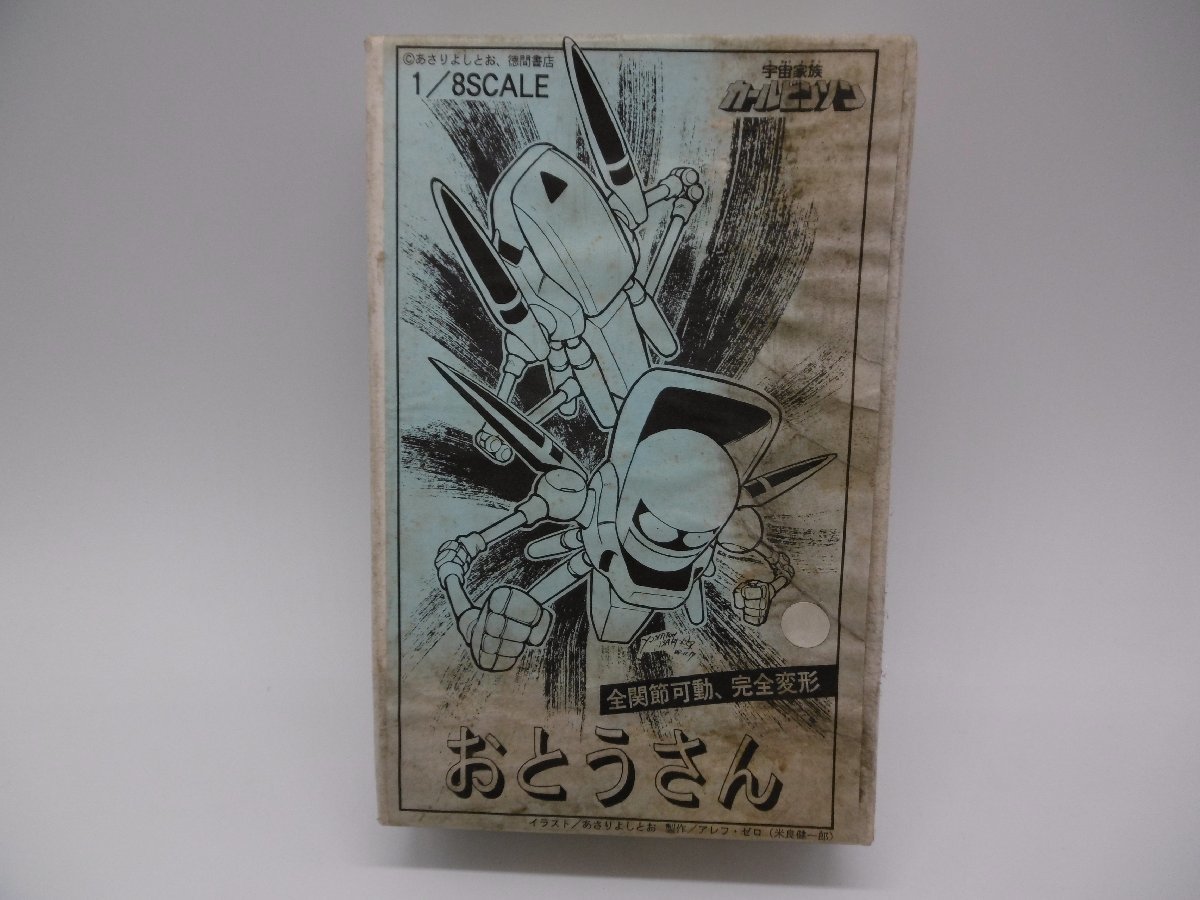 ©あさりよしとお、徳間書店
1/8SCALE
宇宙家族
カールビンソン
全関節可動、完全変形
おとうさん
イラスト/あさりよしとお 製作/アレフ・ゼロ(米良健一郎)